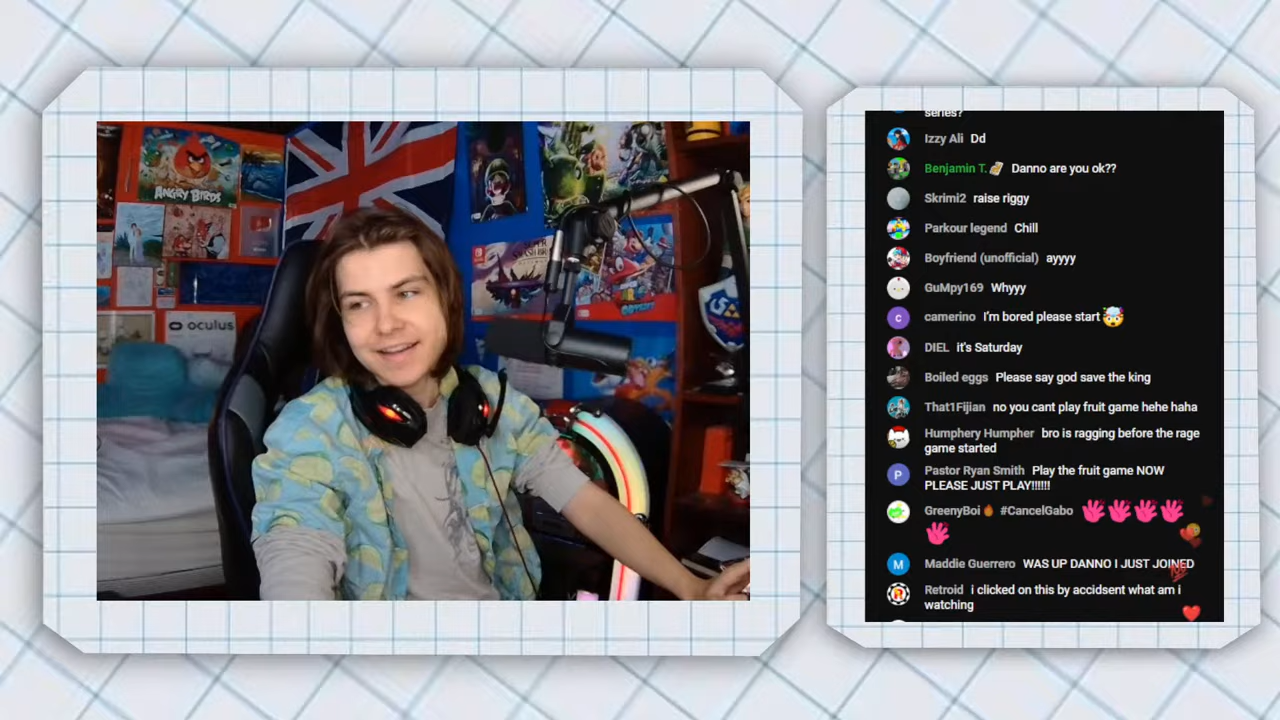 ANGRY BIRDS
oculus
SUPER
SMASH BR
ODYSSEY
series?
Izzy Ali Dd
Benjamin T. Danno are you ok??
Skrimi2 raise riggy
Parkour legend Chill
Boyfriend (unofficial) ayyyy
GuMpy169 Whyyy
c camerino I'm bored please start
DIEL it's Saturday
Boiled eggs Please say god save the king
That1Fijian no you cant play fruit game hehe haha
Humphery Humpher bro is ragging before the rage
game started
P Pastor Ryan Smith Play the fruit game NOW
PLEASE JUST PLAY!!!!!!
GreenyBoi #CancelGabo
M Maddie Guerrero WAS UP DANNO I JUST JOINED
R Retroid i clicked on this by accidsent what am i
watching